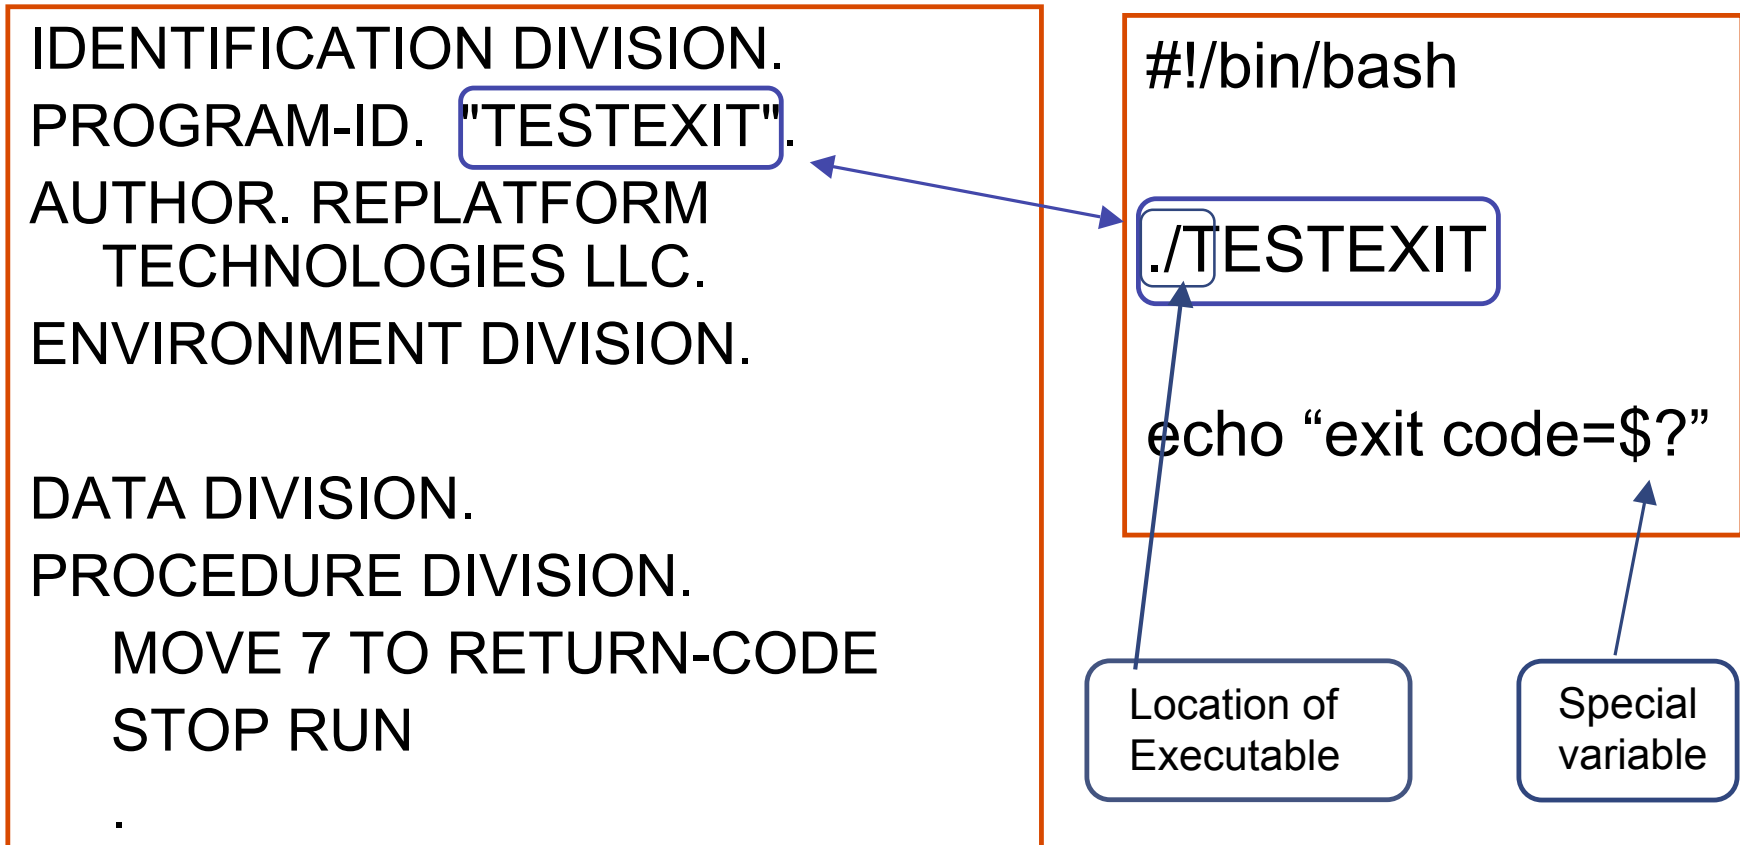 IDENTIFICATION DIVISION.
PROGRAM-ID. "TESTEXIT".
AUTHOR. REPLATFORM
TECHNOLOGIES LLC.
ENVIRONMENT DIVISION.
DATA DIVISION.
PROCEDURE DIVISION.
MOVE 7 TO RETURN-CODE
STOP RUN
.
#!/bin/bash
./TESTEXIT
echo “exit code=$?”
Location of
Executable
Special
variable